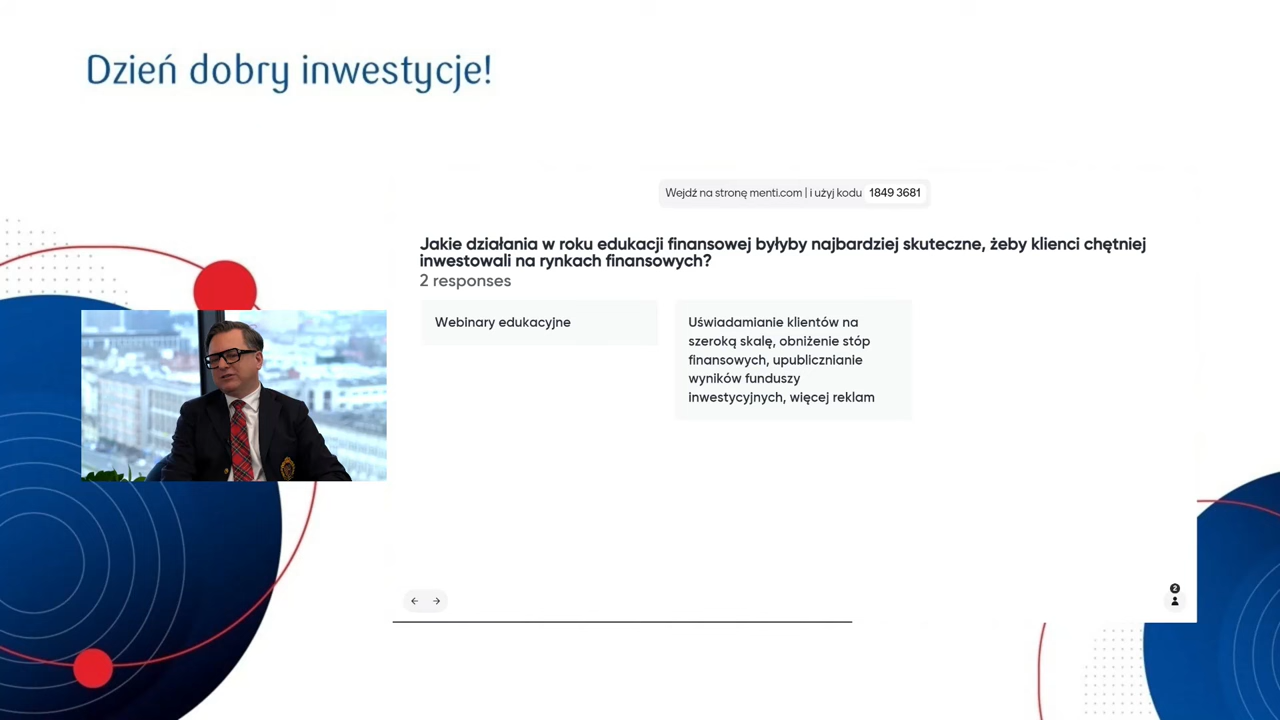 Dzień dobry inwestycje!
Wejdź na stronę menti.com | i użyj kodu 1849 3681
Jakie działania w roku edukacji finansowej byłyby najbardziej skuteczne, żeby klienci chętniej
inwestowali na rynkach finansowych?
2 responses
Webinary edukacyjne
Uświadamianie klientów na
szeroką skalę, obniżenie stóp
finansowych, upublicznianie
wyników funduszy
inwestycyjnych, więcej reklam
2